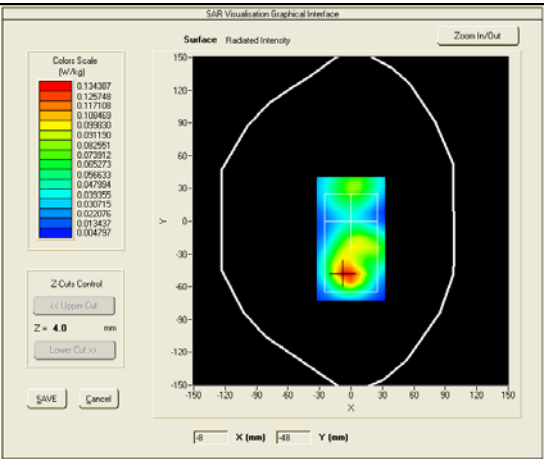 SAR Visualisation Graphical Interface
Surface Radiated Intensity
Zoom In/Out
Colors Scale
(W/kg)
0.134387
0.125748
0.117108
0.108469
0.099830
0.091190
0.082551
0.073912
0.065273
0.056633
0.047994
0.039355
0.030715
0.022076
0.013437
0.004797
Z-Cuts Control
<< Upper Cut
Z = 4.0 mm
Lower Cut >>
SAVE Cancel
150-
120-
90-
60-
30-
0-
-30-
-60-
-90-
-120-
-150-
Y
-150 -120 -90 -60 -30 0 30 60 90 120 150
X
-8 X (mm) -48 Y (mm)